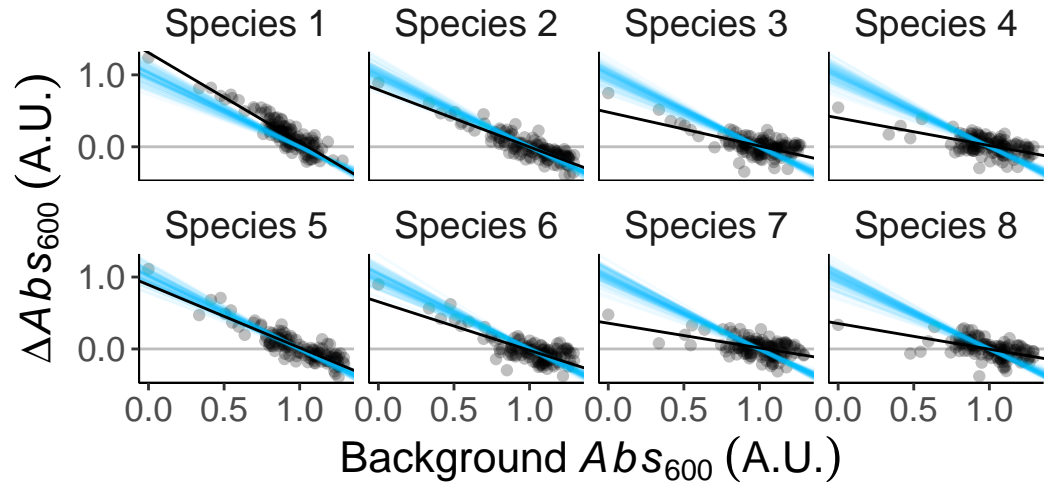 Species 1 Species 2 Species 3 Species 4
1.0
0.0
Species 5 Species 6 Species 7 Species 8
1.0
0.0
0.0 0.5 1.0 0.0 0.5 1.0 0.0 0.5 1.0 0.0 0.5 1.0
ΔAbs₆₀₀ (A.U.)
Background Abs₆₀₀ (A.U.)